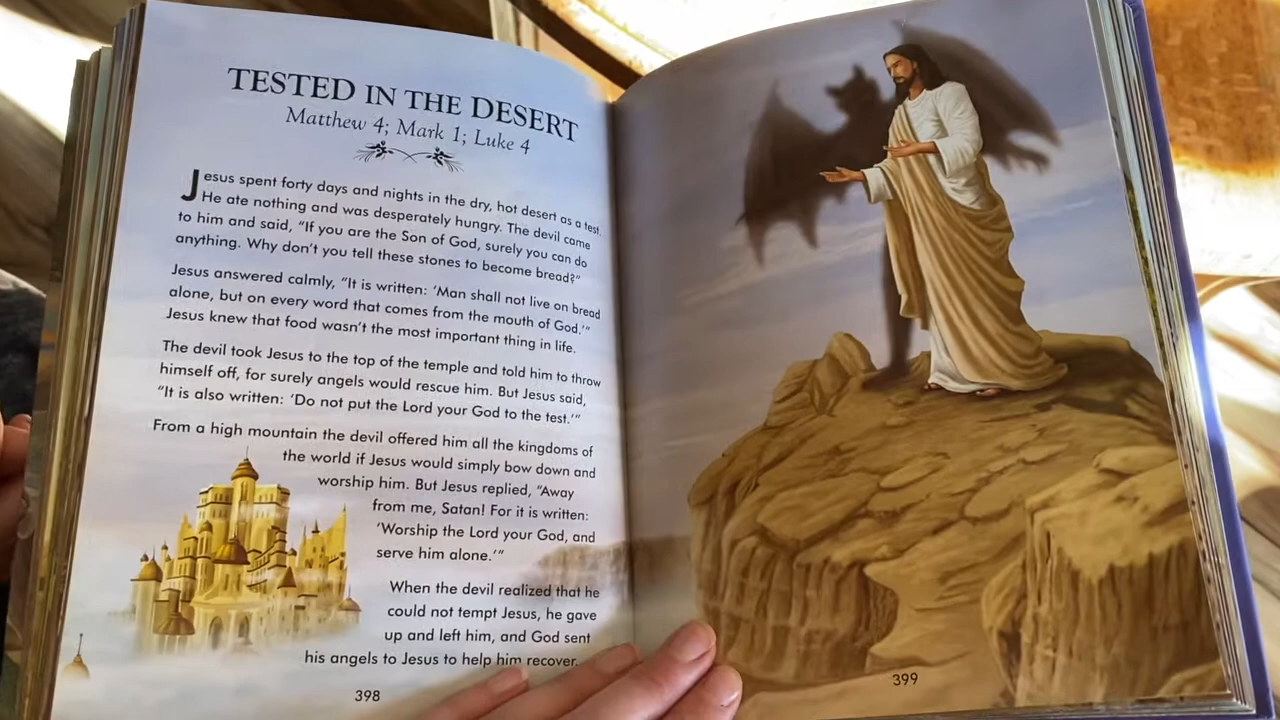 TESTED IN THE DESERT
Matthew 4; Mark 1; Luke 4
Jesus spent forty days and nights in the dry, hot desert as a test.
He ate nothing and was desperately hungry. The devil came
to him and said, “If you are the Son of God, surely you can do
anything. Why don’t you tell these stones to become bread?”
Jesus answered calmly, “It is written: ‘Man shall not live on bread
alone, but on every word that comes from the mouth of God.’”
Jesus knew that food wasn’t the most important thing in life.
The devil took Jesus to the top of the temple and told him to throw
himself off, for surely angels would rescue him. But Jesus said,
“It is also written: ‘Do not put the Lord your God to the test.’”
From a high mountain the devil offered him all the kingdoms of
the world if Jesus would simply bow down and
worship him. But Jesus replied, “Away
from me, Satan! For it is written:
‘Worship the Lord your God, and
serve him alone.’”
When the devil realized that he
could not tempt Jesus, he gave
up and left him, and God sent
his angels to Jesus to help him recover.
398
399